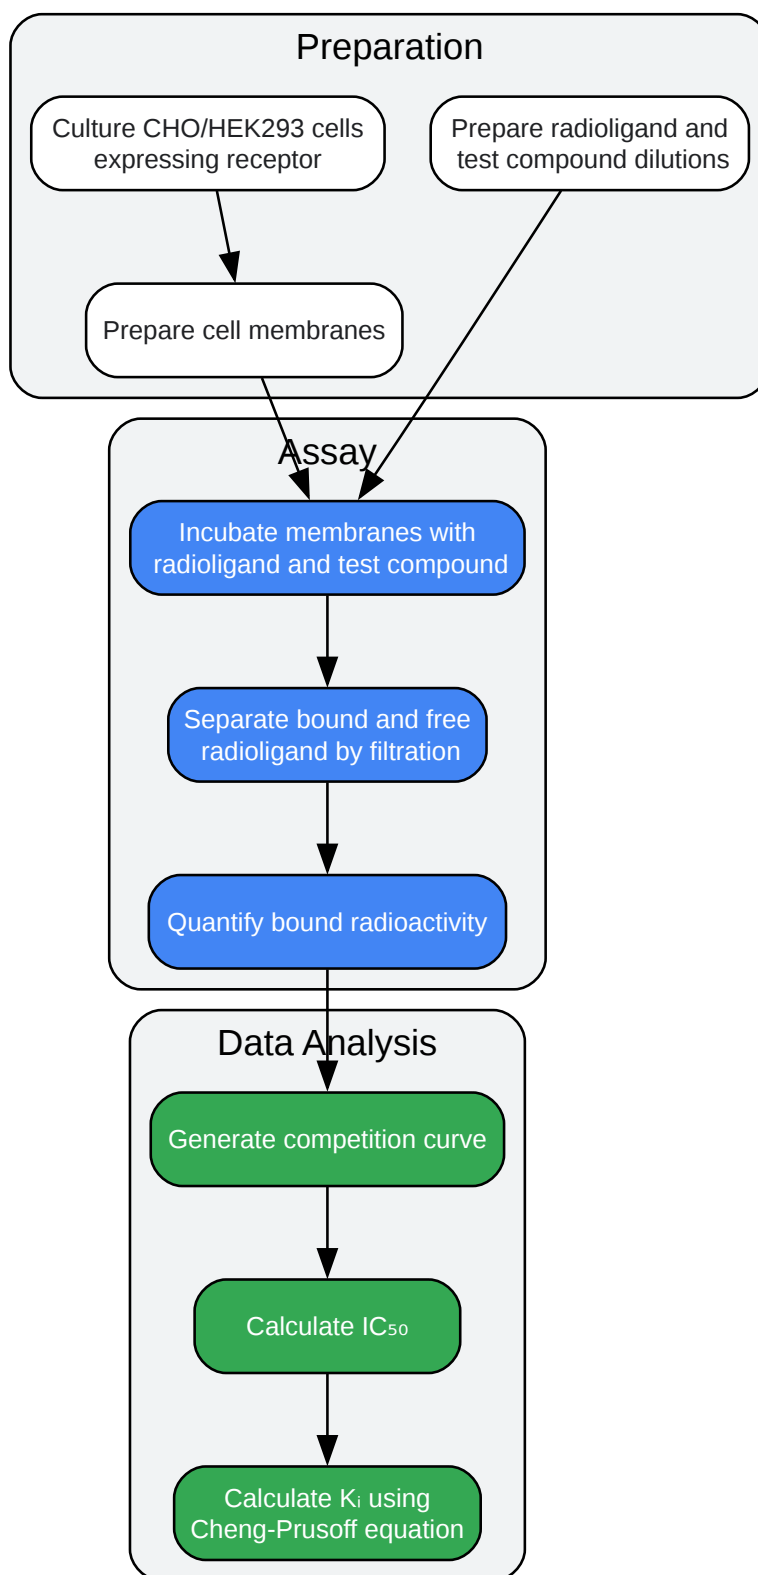 Preparation
Culture CHO/HEK293 cells
expressing receptor
Prepare radioligand and
test compound dilutions
Prepare cell membranes
Assay
Incubate membranes with
radioligand and test compound
Separate bound and free
radioligand by filtration
Quantify bound radioactivity
Data Analysis
Generate competition curve
Calculate IC₅₀
Calculate Kᵢ using
Cheng-Prusoff equation